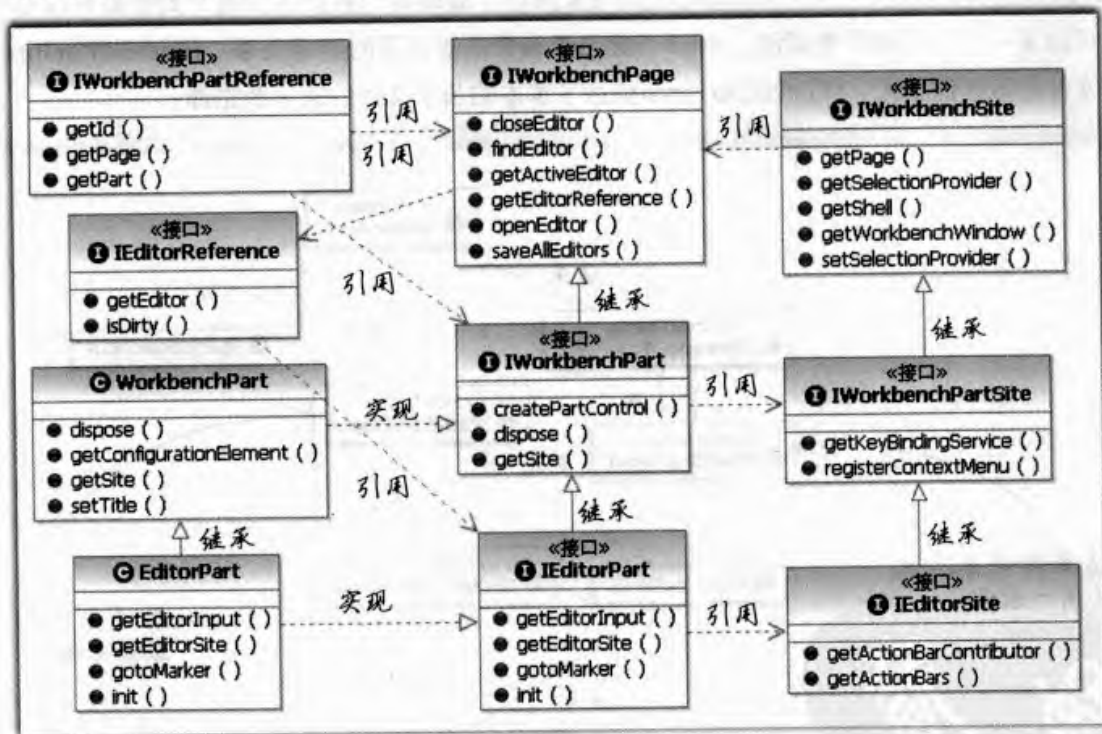 «接口»
I IWorkbenchPartReference
getId ( )
getPage ( )
getPart ( )
«接口»
I IWorkbenchPage
closeEditor ( )
findEditor ( )
getActiveEditor ( )
getEditorReference ( )
openEditor ( )
saveAllEditors ( )
«接口»
I IWorkbenchSite
getPage ( )
getSelectionProvider ( )
getShell ( )
getWorkbenchWindow ( )
setSelectionProvider ( )
引用
引用
引用
«接口»
I IEditorReference
getEditor ( )
isDirty ( )
引用
继承
继承
C WorkbenchPart
dispose ( )
getConfigurationElement ( )
getSite ( )
setTitle ( )
实现
«接口»
I IWorkbenchPart
createPartControl ( )
dispose ( )
getSite ( )
引用
«接口»
I IWorkbenchPartSite
getKeyBindingService ( )
registerContextMenu ( )
引用
继承
继承
继承
C EditorPart
getEditorInput ( )
getEditorSite ( )
gotoMarker ( )
init ( )
实现
«接口»
I IEditorPart
getEditorInput ( )
getEditorSite ( )
gotoMarker ( )
init ( )
引用
«接口»
I IEditorSite
getActionBarContributor ( )
getActionBars ( )